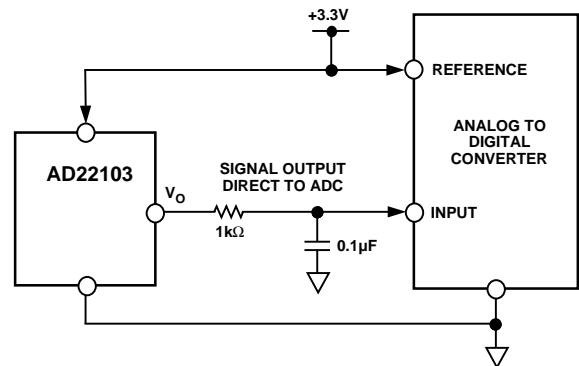 +3.3V
REFERENCE
ANALOG TO
DIGITAL
CONVERTER
AD22103
SIGNAL OUTPUT
DIRECT TO ADC
VO
INPUT
1kΩ
0.1µF